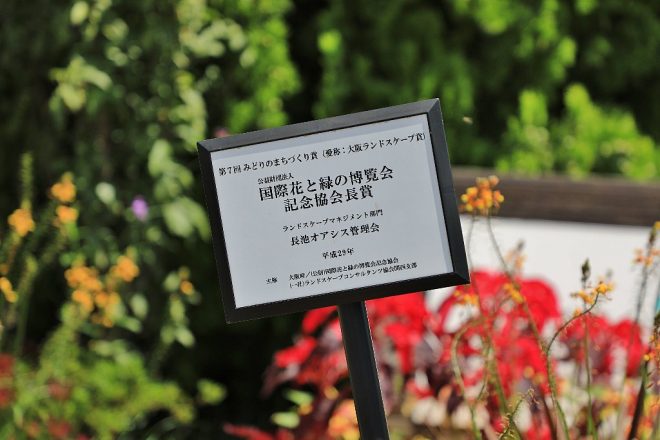 第7回 みどりのまちづくり賞（愛称：大阪ランドスケープ賞）
公益財団法人
国際花と緑の博覧会
記念協会会長賞
ランドスケープマネジメント部門
長池オアシス管理会
平成29年
主催 大阪府／(公財)国際花と緑の博覧会記念協会
(一社)ランドスケープコンサルタンツ協会関西支部